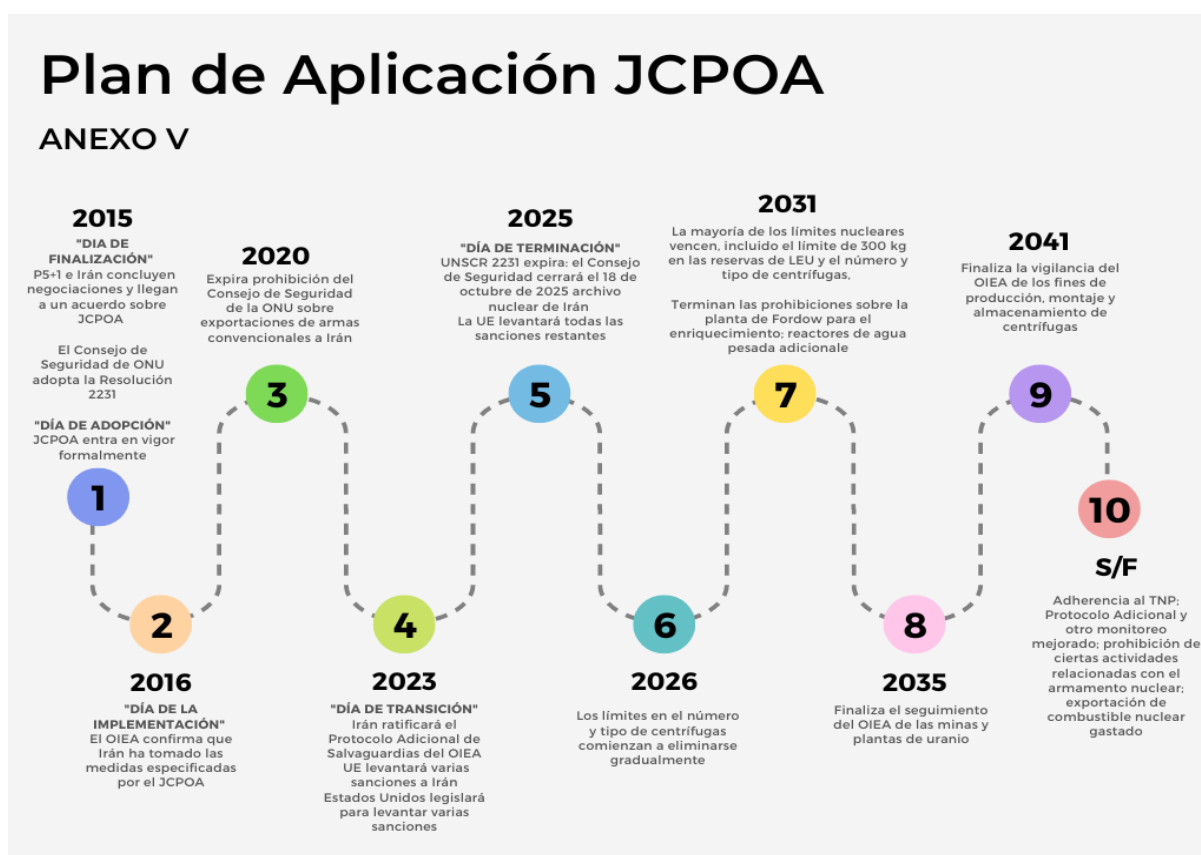 Plan de Aplicación JCPOA
ANEXO V
2015
"DIA DE
FINALIZACIÓN"
P5+1 e Irán concluyen
negociaciones y llegan
a un acuerdo sobre
JCPOA
El Consejo de
Seguridad de ONU
adopta la Resolución
2231
"DÍA DE ADOPCIÓN"
JCPOA entra en vigor
formalmente
1
2
2016
"DÍA DE LA
IMPLEMENTACIÓN"
El OIEA confirma que
Irán ha tomado las
medidas especificadas
por el JCPOA
2020
Expira prohibición del
Consejo de Seguridad
de la ONU sobre
exportaciones de armas
convencionales a Irán
3
4
2023
"DÍA DE TRANSICIÓN"
Irán ratificará el
Protocolo Adicional de
Salvaguardias del OIEA
UE levantará varias
sanciones a Irán
Estados Unidos legislará
para levantar varias
sanciones
2025
"DÍA DE TERMINACIÓN"
UNSCR 2231 expira: el Consejo
de Seguridad cerrará el 18 de
octubre de 2025 archivo
nuclear de Irán
La UE levantará todas las
sanciones restantes
5
6
2026
Los límites en el número
y tipo de centrífugas
comienzan a eliminarse
gradualmente
2031
La mayoría de los límites nucleares
vencen, incluido el límite de 300 kg
en las reservas de LEU y el número y
tipo de centrífugas,
Terminan las prohibiciones sobre la
planta de Fordow para el
enriquecimiento; reactores de agua
pesada adicionale
7
8
2035
Finaliza el seguimiento
del OIEA de las minas y
plantas de uranio
2041
Finaliza la vigilancia del
OIEA de los fines de
producción, montaje y
almacenamiento de
centrífugas
9
10
S/F
Adherencia al TNP;
Protocolo Adicional y
otro monitoreo
mejorado; prohibición de
ciertas actividades
relacionadas con el
armamento nuclear;
exportación de
combustible nuclear
gastado